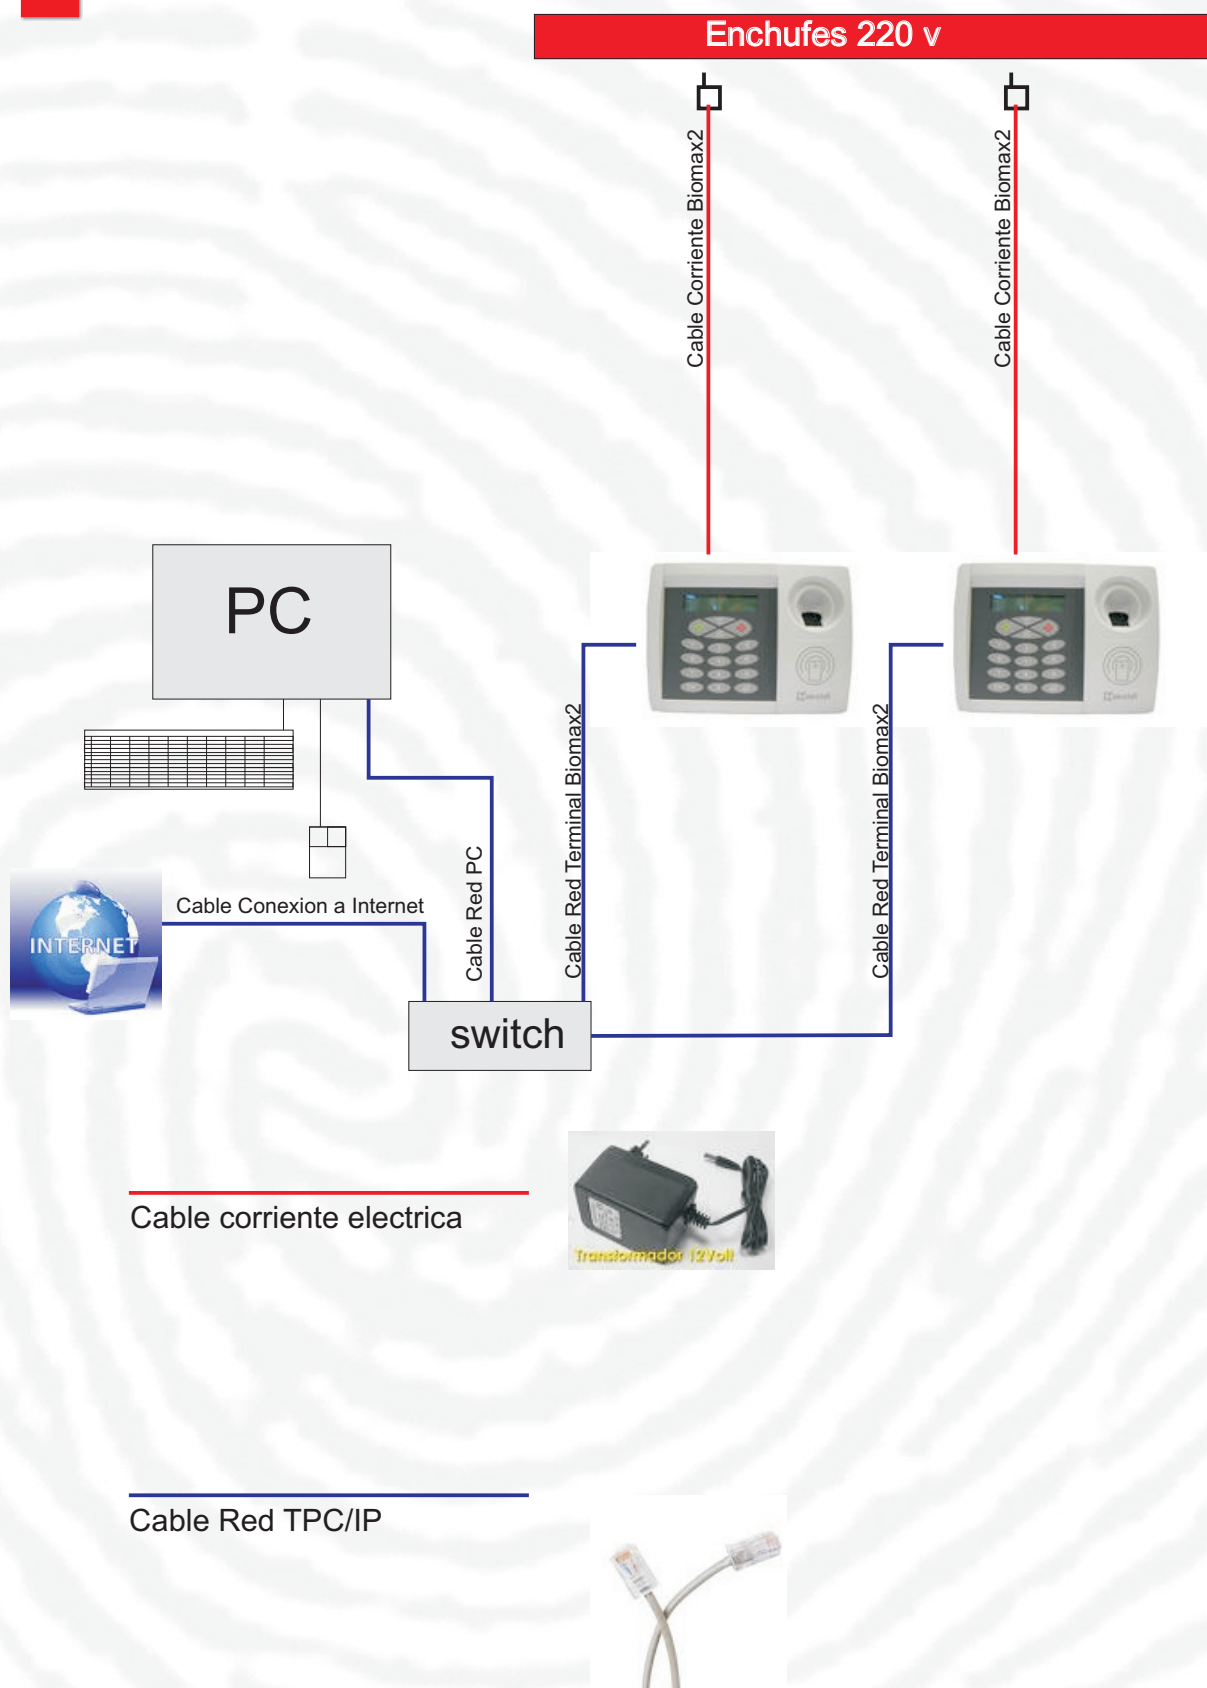 Enchufes 220 v
Cable Corriente Biomax2
Cable Corriente Biomax2
PC
Cable Red Terminal Biomax2
Cable Red Terminal Biomax2
Cable Red PC
Cable Conexion a Internet
INTERNET
switch
Cable corriente electrica
Transformador 12Volt
Cable Red TPC/IP